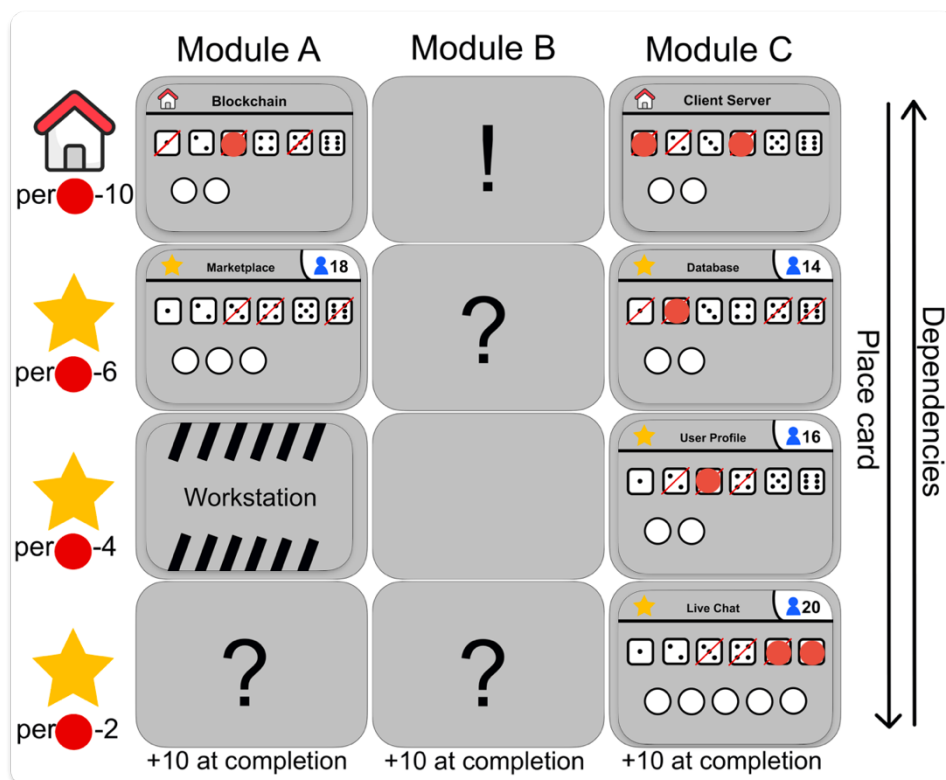 Module A Module B Module C
Blockchain ! Client Server
per -10
Marketplace 18 ? Database 14
per -6
Workstation User Profile 16
per -4
Live Chat 20
? ?
per -2
+10 at completion +10 at completion +10 at completion
Place card
Dependencies